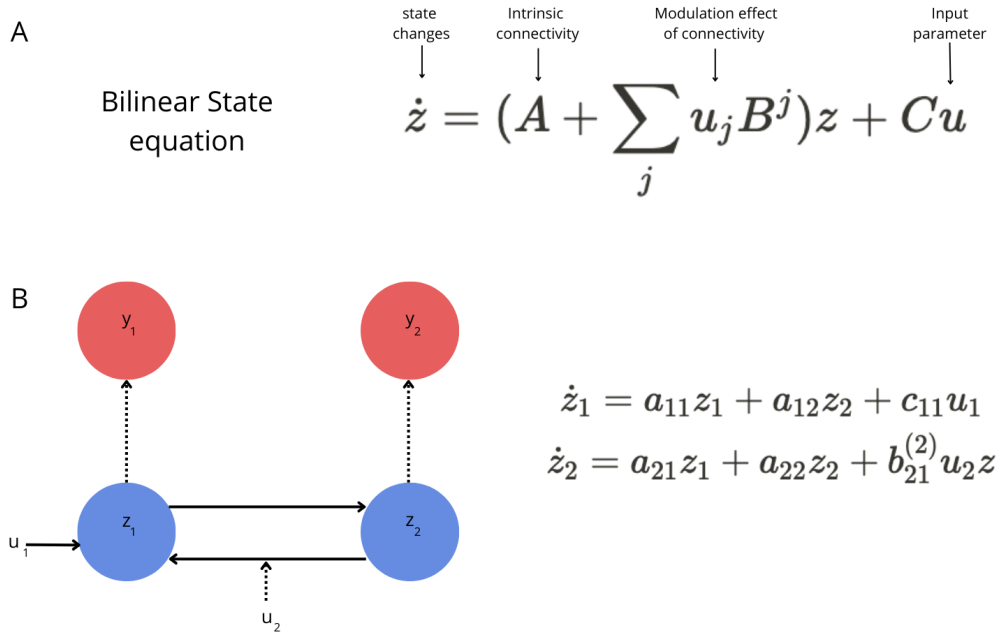 A
state
changes
Intrinsic
connectivity
Modulation effect
of connectivity
Input
parameter
Bilinear State
equation
ż = (A + ∑_j u_j B^j)z + Cu
B
y₁
y₂
ż₁ = a₁₁z₁ + a₁₂z₂ + c₁₁u₁
ż₂ = a₂₁z₁ + a₂₂z₂ + b₂₁⁽²⁾u₂z
z₁
z₂
u₁
u₂